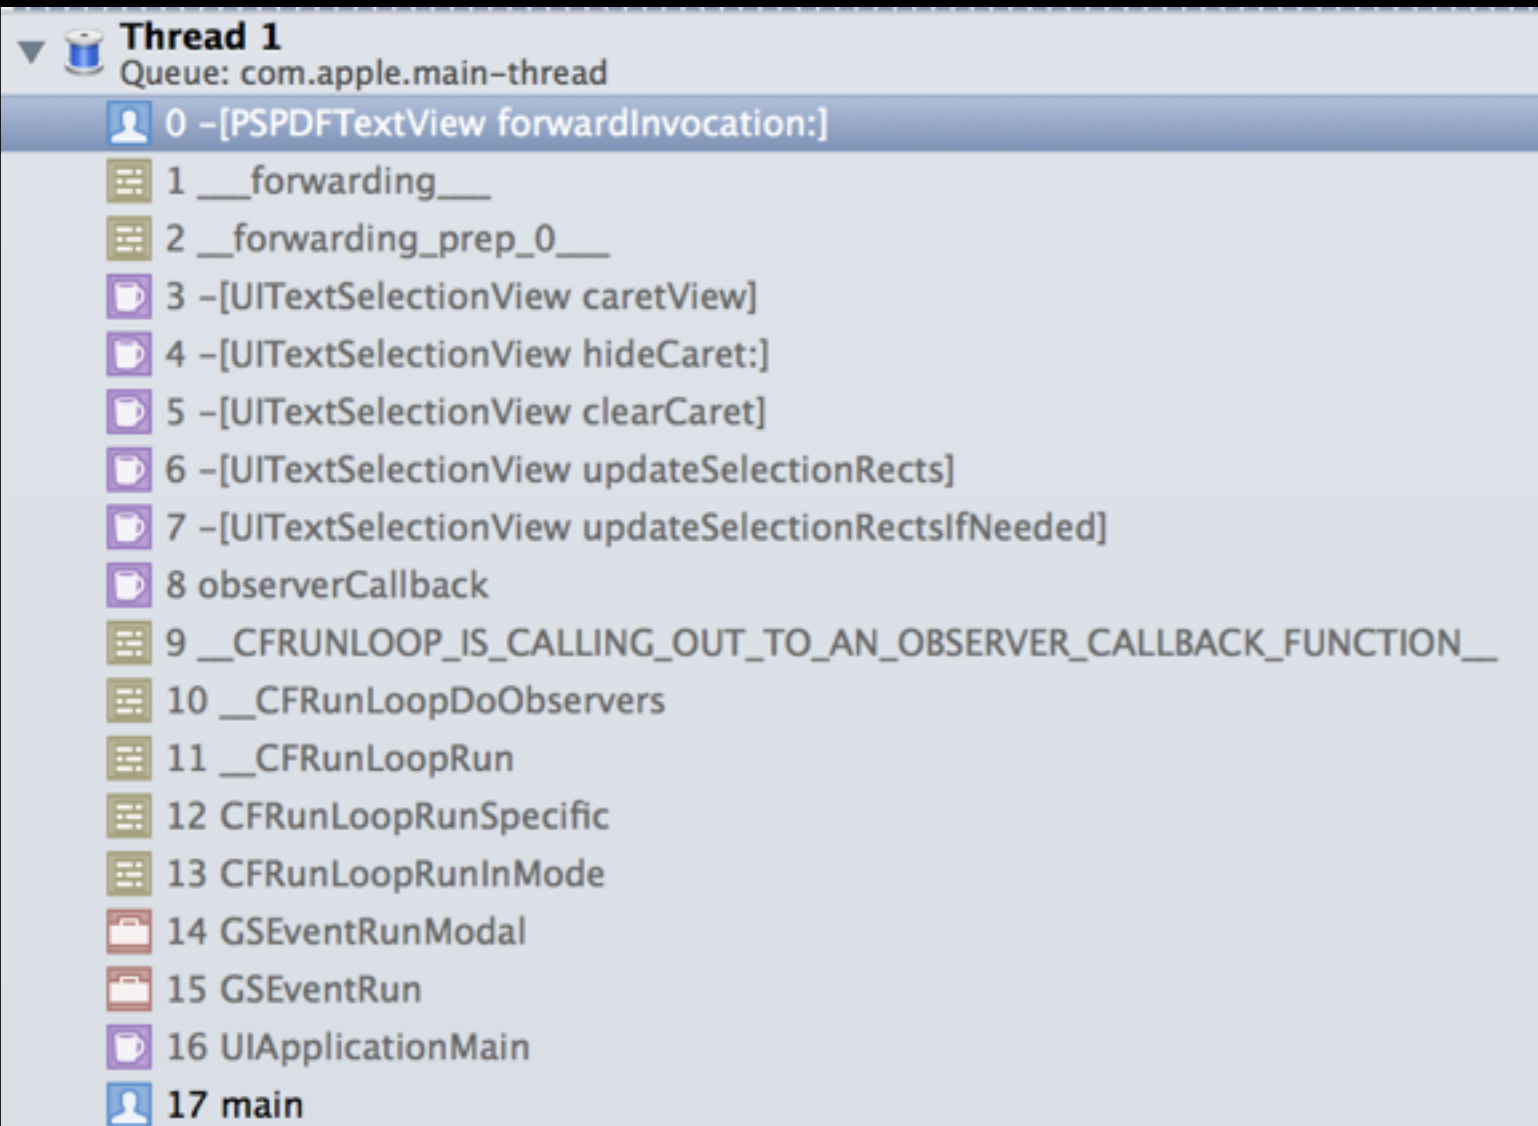 Thread 1
Queue: com.apple.main-thread
0 -[PSPDFTextView forwardInvocation:]
1 ___forwarding___
2 __forwarding_prep_0___
3 -[UITextSelectionView caretView]
4 -[UITextSelectionView hideCaret:]
5 -[UITextSelectionView clearCaret]
6 -[UITextSelectionView updateSelectionRects]
7 -[UITextSelectionView updateSelectionRectsIfNeeded]
8 observerCallback
9 __CFRUNLOOP_IS_CALLING_OUT_TO_AN_OBSERVER_CALLBACK_FUNCTION__
10 __CFRunLoopDoObservers
11 __CFRunLoopRun
12 CFRunLoopRunSpecific
13 CFRunLoopRunInMode
14 GSEventRunModal
15 GSEventRun
16 UIApplicationMain
17 main